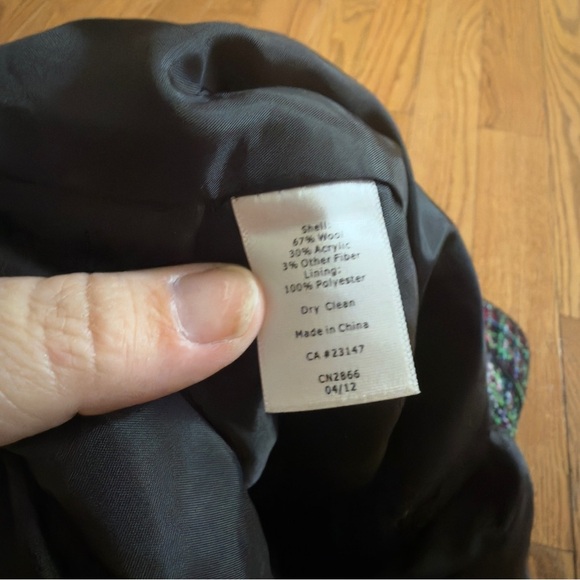 Shell:
67% Wool
30% Acrylic
3% Other Fiber
Lining:
100% Polyester
Dry Clean
Made in China
CA #23147
CN2866
04/12